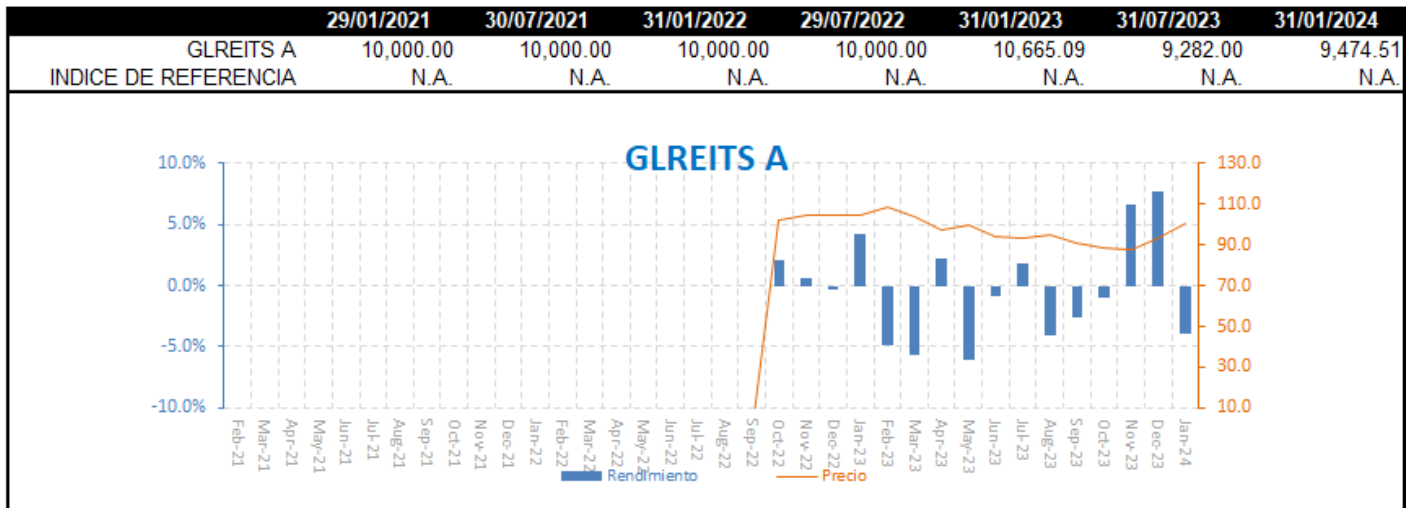 29/01/2021 30/07/2021 31/01/2022 29/07/2022 31/01/2023 31/07/2023 31/01/2024
GLREITS A 10,000.00 10,000.00 10,000.00 10,000.00 10,665.09 9,282.00 9,474.51
INDICE DE REFERENCIA N.A. N.A. N.A. N.A. N.A. N.A. N.A.
GLREITS A
10.0% 130.0
110.0
5.0%
90.0
0.0% 70.0
50.0
-5.0%
30.0
-10.0% 10.0
Feb-21 Mar-21 Apr-21 May-21 Jun-21 Jul-21 Aug-21 Sep-21 Oct-21 Nov-21 Dec-21 Jan-22 Feb-22 Mar-22 Apr-22 May-22 Jun-22 Jul-22 Aug-22 Sep-22 Oct-22 Nov-22 Dec-22 Jan-23 Feb-23 Mar-23 Apr-23 May-23 Jun-23 Jul-23 Aug-23 Sep-23 Oct-23 Nov-23 Dec-23 Jan-24
Rendimiento Precio